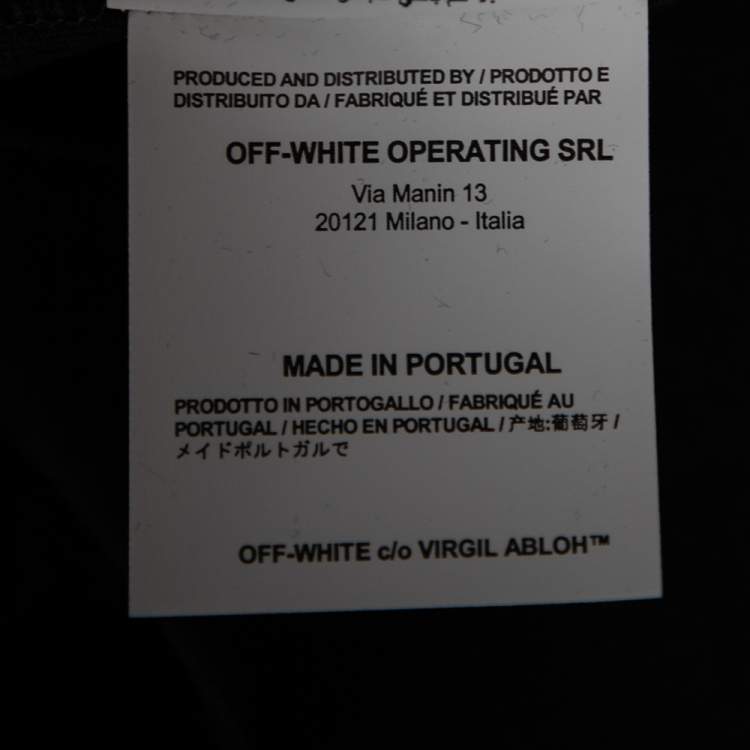 PRODUCED AND DISTRIBUTED BY / PRODOTTO E
DISTRIBUITO DA / FABRIQUÉ ET DISTRIBUÉ PAR
OFF-WHITE OPERATING SRL
Via Manin 13
20121 Milano - Italia
MADE IN PORTUGAL
PRODOTTO IN PORTOGALLO / FABRIQUÉ AU
PORTUGAL / HECHO EN PORTUGAL / 产地:葡萄牙 /
メイドポルトガルで
OFF-WHITE c/o VIRGIL ABLOH™